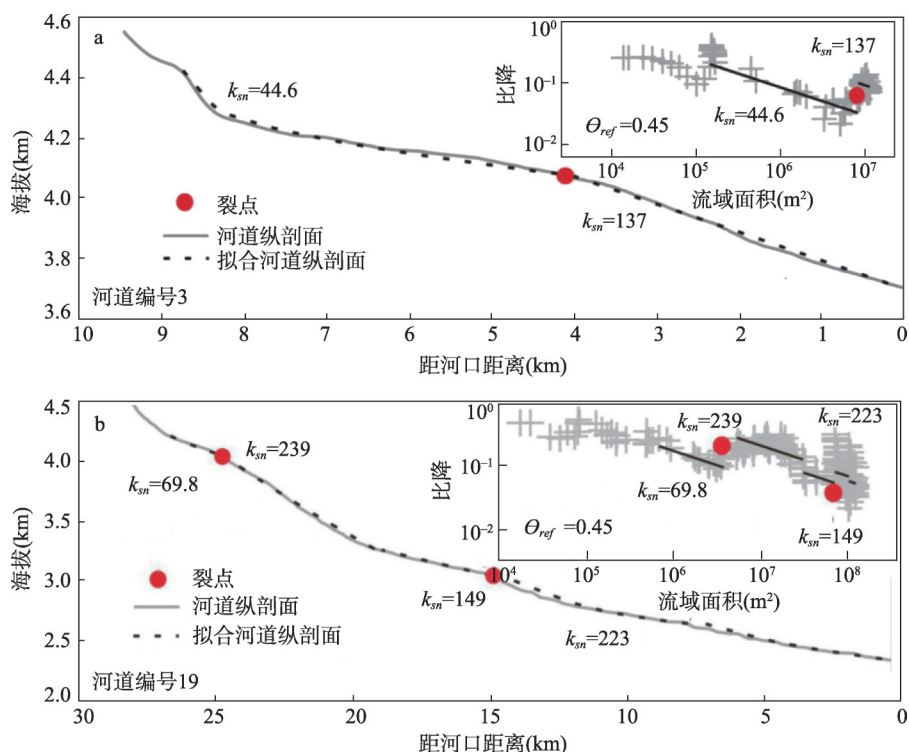 4.6
4.4
4.2
4.0
3.8
3.6
海拔(km)
a
k_sn=44.6
k_sn=137
裂点
河道纵剖面
拟合河道纵剖面
河道编号3
10 9 8 7 6 5 4 3 2 1 0
距河口距离(km)
10^0
10^-1
10^-2
比降
k_sn=137
k_sn=44.6
Θ_ref=0.45
10^4 10^5 10^6 10^7
流域面积(m²)
4.5
4.0
3.5
3.0
2.5
2.0
海拔(km)
b
k_sn=239
k_sn=69.8
k_sn=149
k_sn=223
裂点
河道纵剖面
拟合河道纵剖面
河道编号19
30 25 20 15 10 5 0
距河口距离(km)
10^0
10^-1
10^-2
比降
k_sn=239
k_sn=223
k_sn=69.8
k_sn=149
Θ_ref=0.45
10^4 10^5 10^6 10^7 10^8
流域面积(m²)